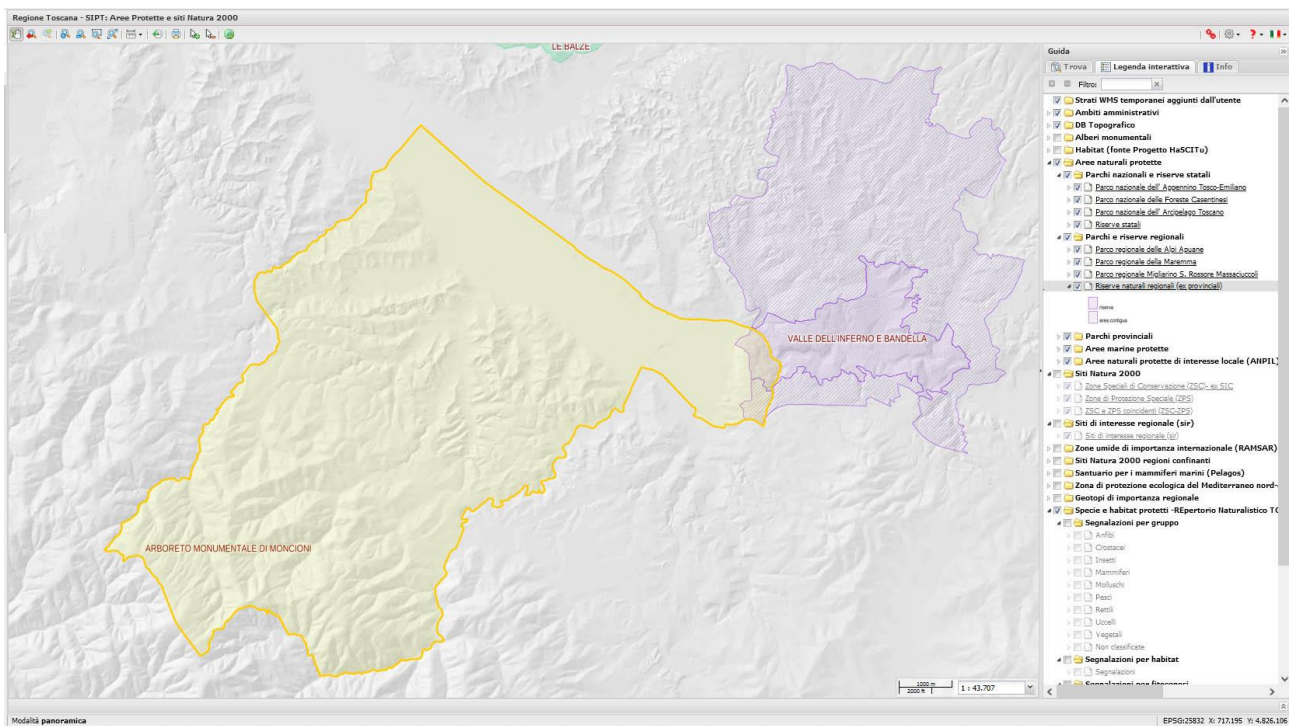 Regione Toscana - SIPT: Aree Protette e siti Natura 2000
Guida
Trova
Legenda interattiva
Info
Filtro:
Strati WMS temporanei aggiunti dall'utente
Ambiti amministrativi
DB Topografico
Alberi monumentali
Habitat (fonte Progetto HaSCITu)
Aree naturali protette
Parchi nazionali e riserve statali
Parco nazionale dell' Appennino Tosco-Emiliano
Parco nazionale delle Foreste Casentinesi
Parco nazionale dell' Arcipelago Toscano
Riserve statali
Parchi e riserve regionali
Parco regionale delle Alpi Apuane
Parco regionale della Maremma
Parco regionale Migliarino S. Rossore Massaciuccoli
Riserve naturali regionali (ex provinciali)
riserva
area contigua
Parchi provinciali
Aree marine protette
Aree naturali protette di interesse locale (ANPIL)
Siti Natura 2000
Zone Speciali di Conservazione (ZSC)- ex SIC
Zone di Protezione Speciale (ZPS)
ZSC e ZPS coincidenti (ZSC-ZPS)
Siti di interesse regionale (sir)
Siti di interesse regionale (sir)
Zone umide di importanza internazionale (RAMSAR)
Siti Natura 2000 regioni confinanti
Santuario per i mammiferi marini (Pelagos)
Zona di protezione ecologica del Mediterraneo nord-
Geotopi di importanza regionale
Specie e habitat protetti -REpertorio Naturalistico TO
Segnalazioni per gruppo
Anfibi
Crostacei
Insetti
Mammiferi
Molluschi
Pesci
Rettili
Uccelli
Vegetali
Non classificate
Segnalazioni per habitat
Segnalazioni
Segnalazioni per fitocenosi
LE BALZE
VALLE DELL'INFERNO E BANDELLA
ARBORETO MONUMENTALE DI MONCIONI
1000 m
2000 ft
1 : 43.707
Modalità panoramica
EPSG:25832 X: 717.195 Y: 4.826.106